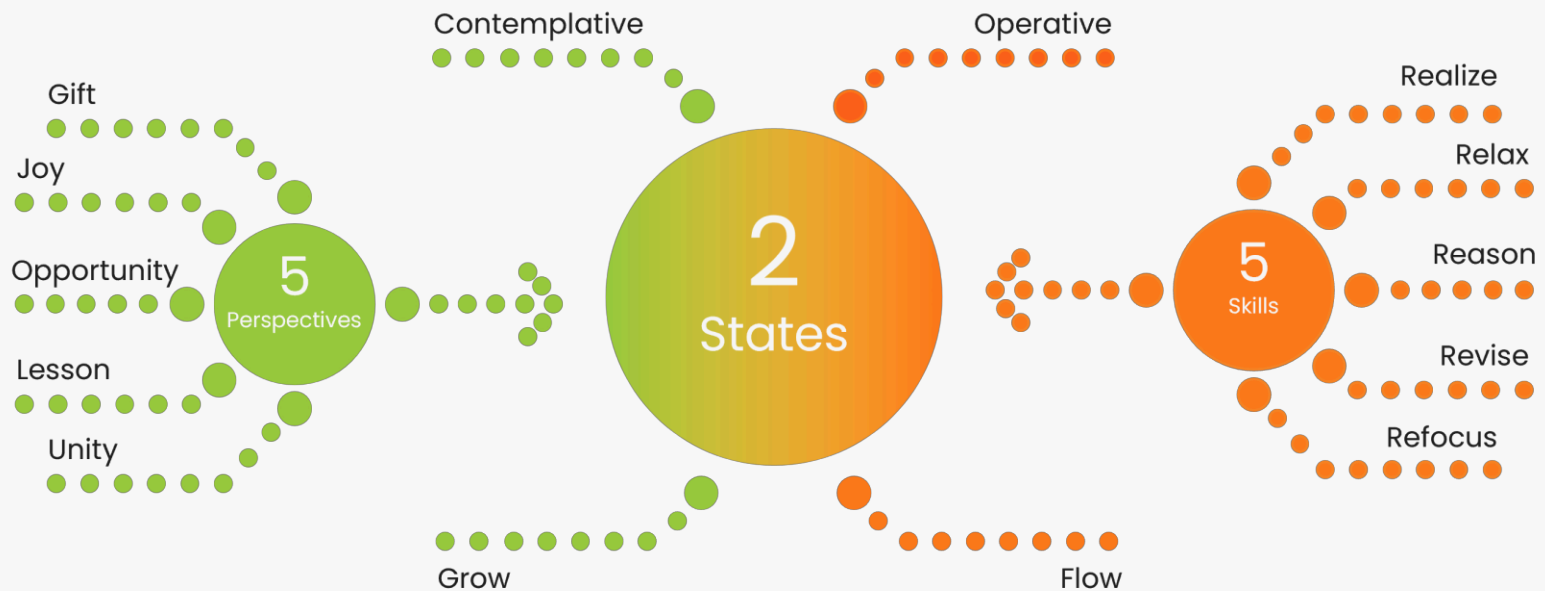 Contemplative
Operative
Gift
Joy
Opportunity
Lesson
Unity
5
Perspectives
2
States
5
Skills
Realize
Relax
Reason
Revise
Refocus
Grow
Flow